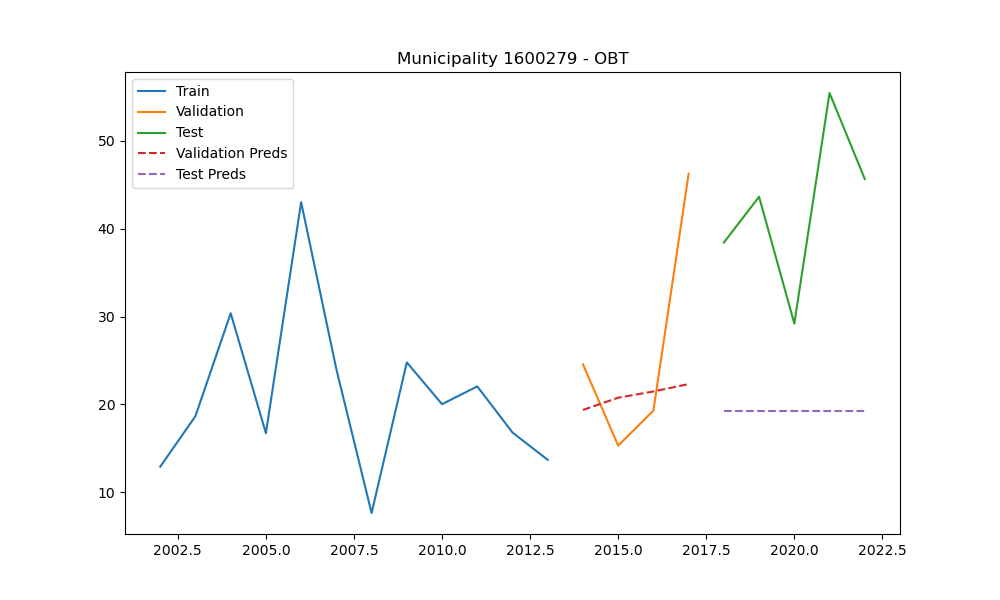 Municipality 1600279 - OBT
Train
Validation
Test
Validation Preds
Test Preds
50
40
30
20
10
2002.5 2005.0 2007.5 2010.0 2012.5 2015.0 2017.5 2020.0 2022.5